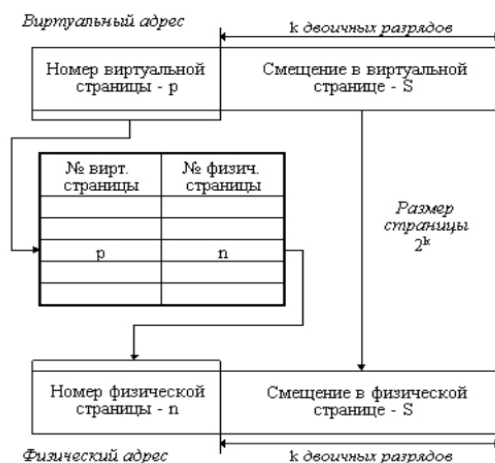 Виртуальный адрес
k двоичных разрядов
Номер виртуальной
страницы - p
Смещение в виртуальной
странице - S
№ вирт.
страницы
№ физич.
страницы
p
n
Размер
страницы
2ᵏ
Номер физической
страницы - n
Смещение в физической
странице - S
Физический адрес
k двоичных разрядов